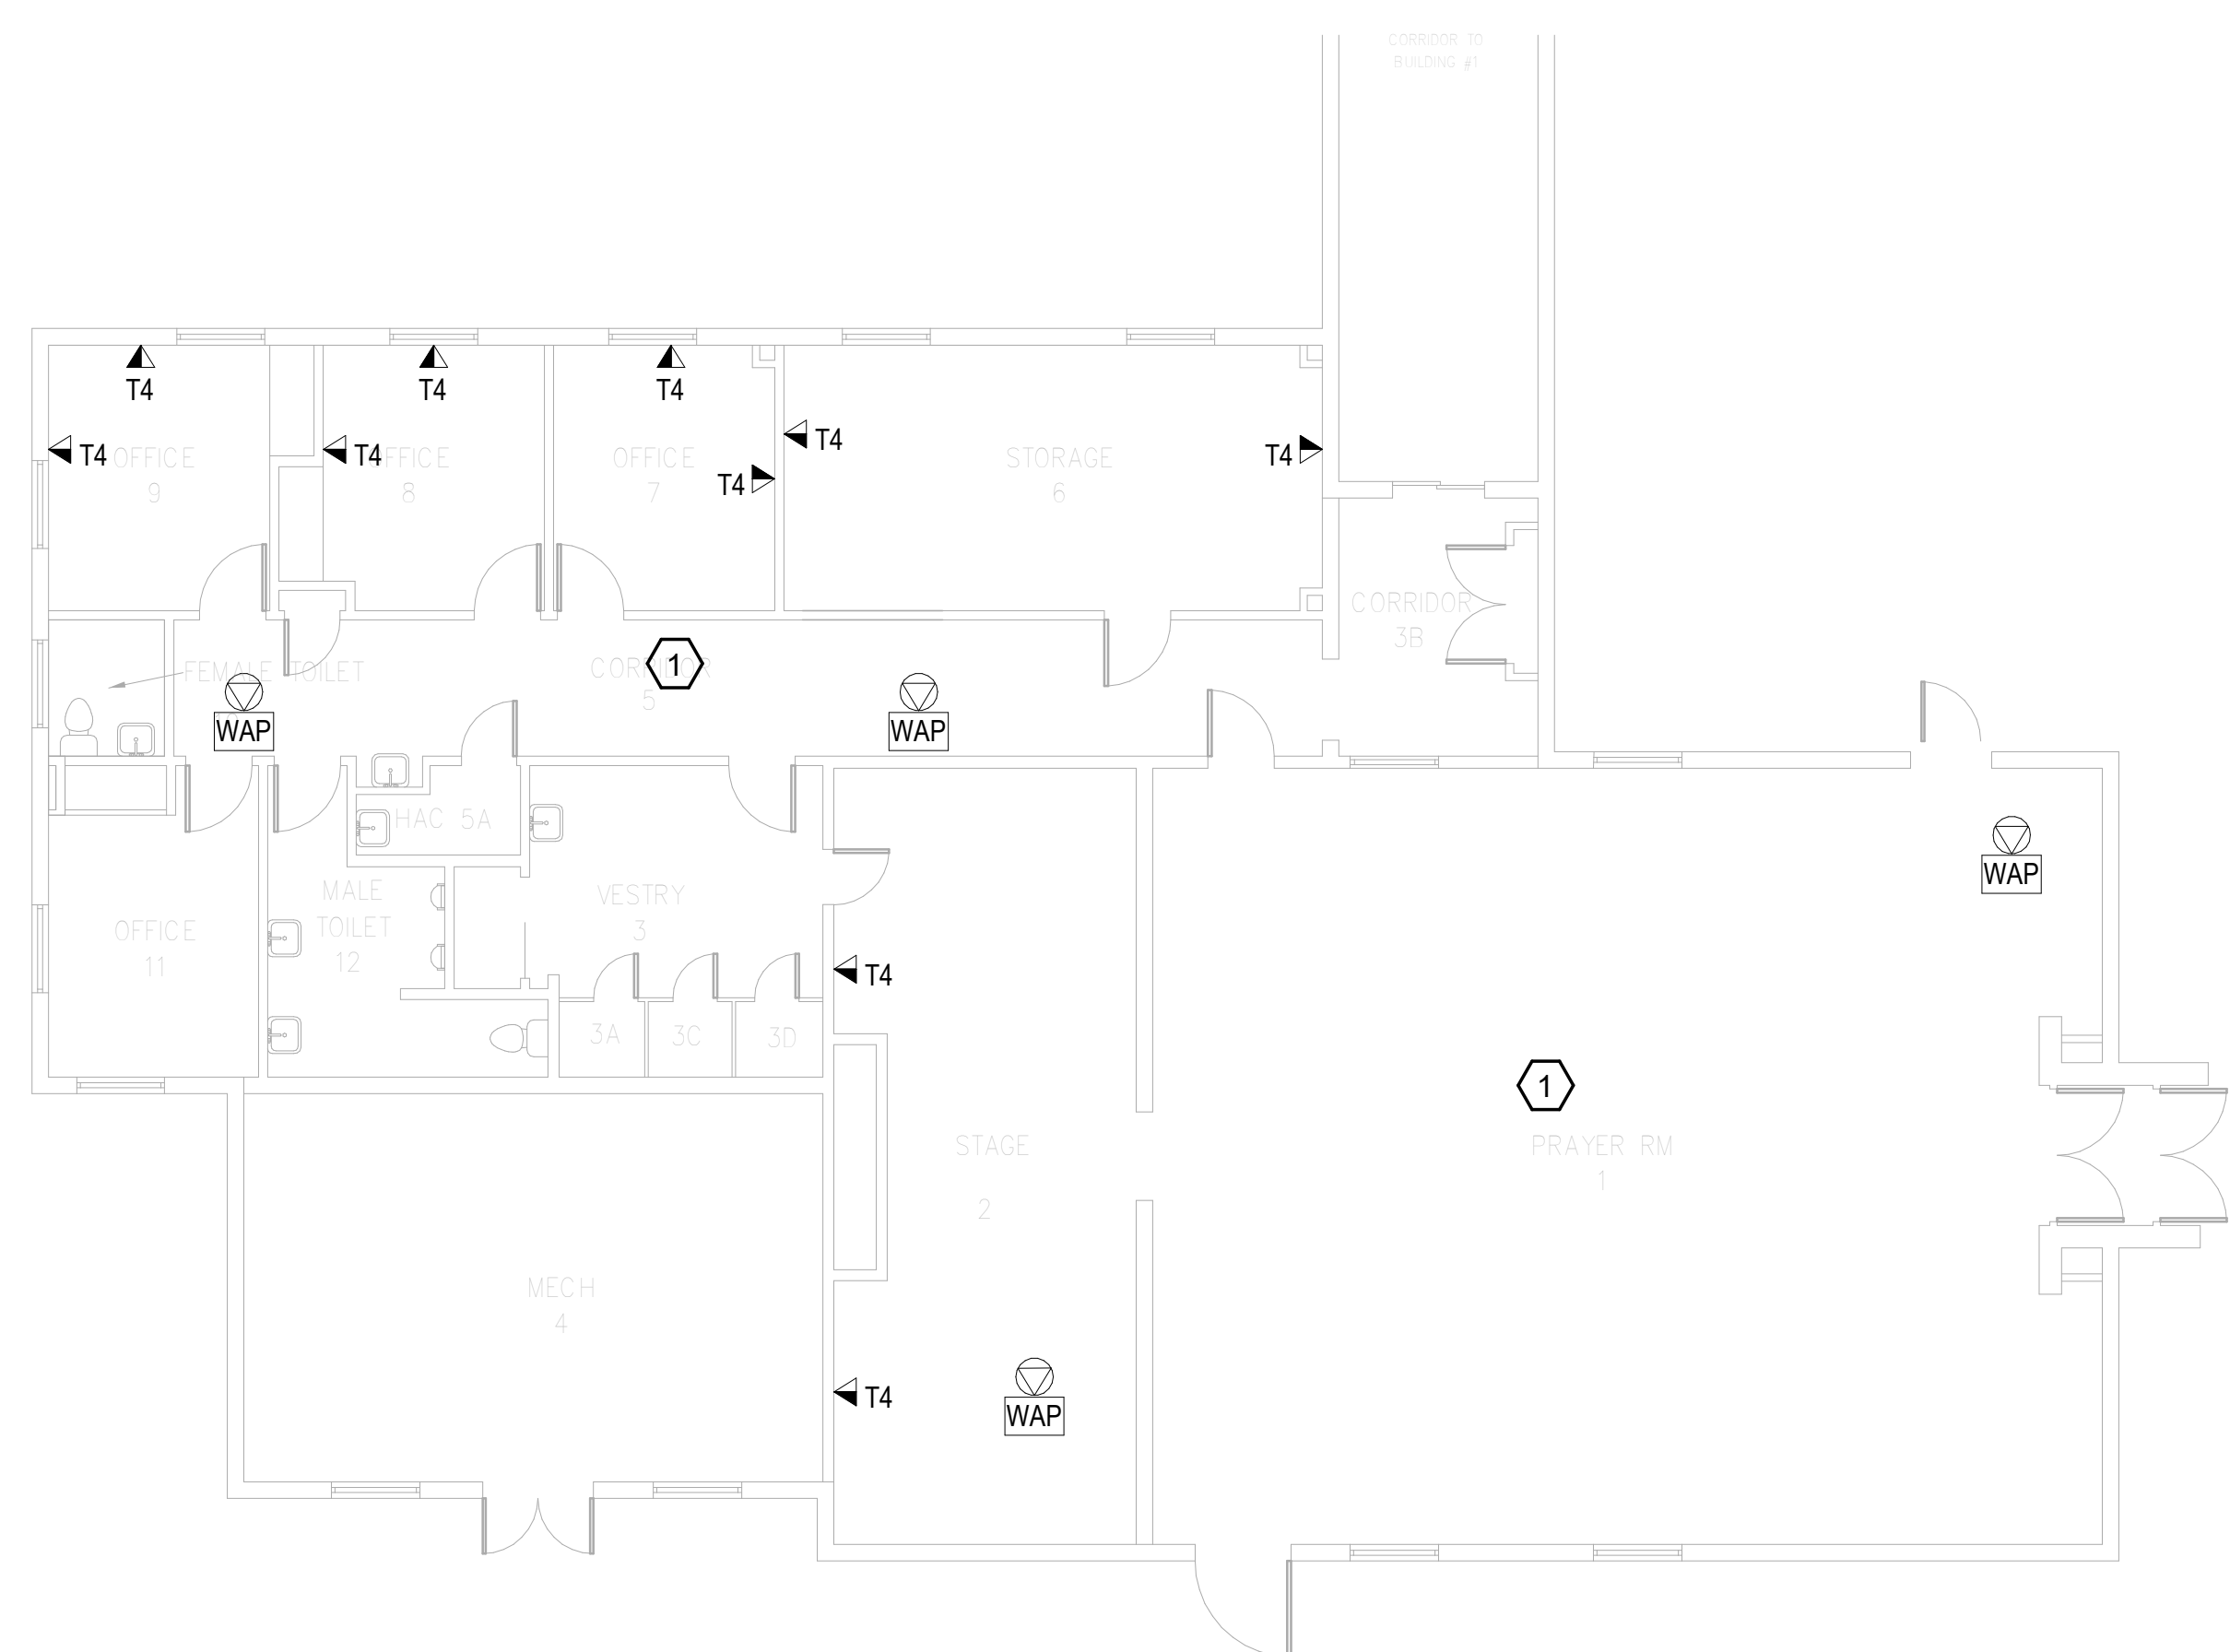 CORRIDOR TO
BUILDING #1
T4
T4
T4
T4
OFFICE
9
T4
OFFICE
8
OFFICE
7
T4
T4
STORAGE
6
T4
CORRIDOR
3B
FEMALE TOILET
WAP
CORRIDOR
5
1
WAP
HAC 5A
WAP
MALE
TOILET
12
VESTRY
3
OFFICE
11
T4
3A
3C
3D
1
STAGE
2
PRAYER RM
1
MECH
4
T4
WAP